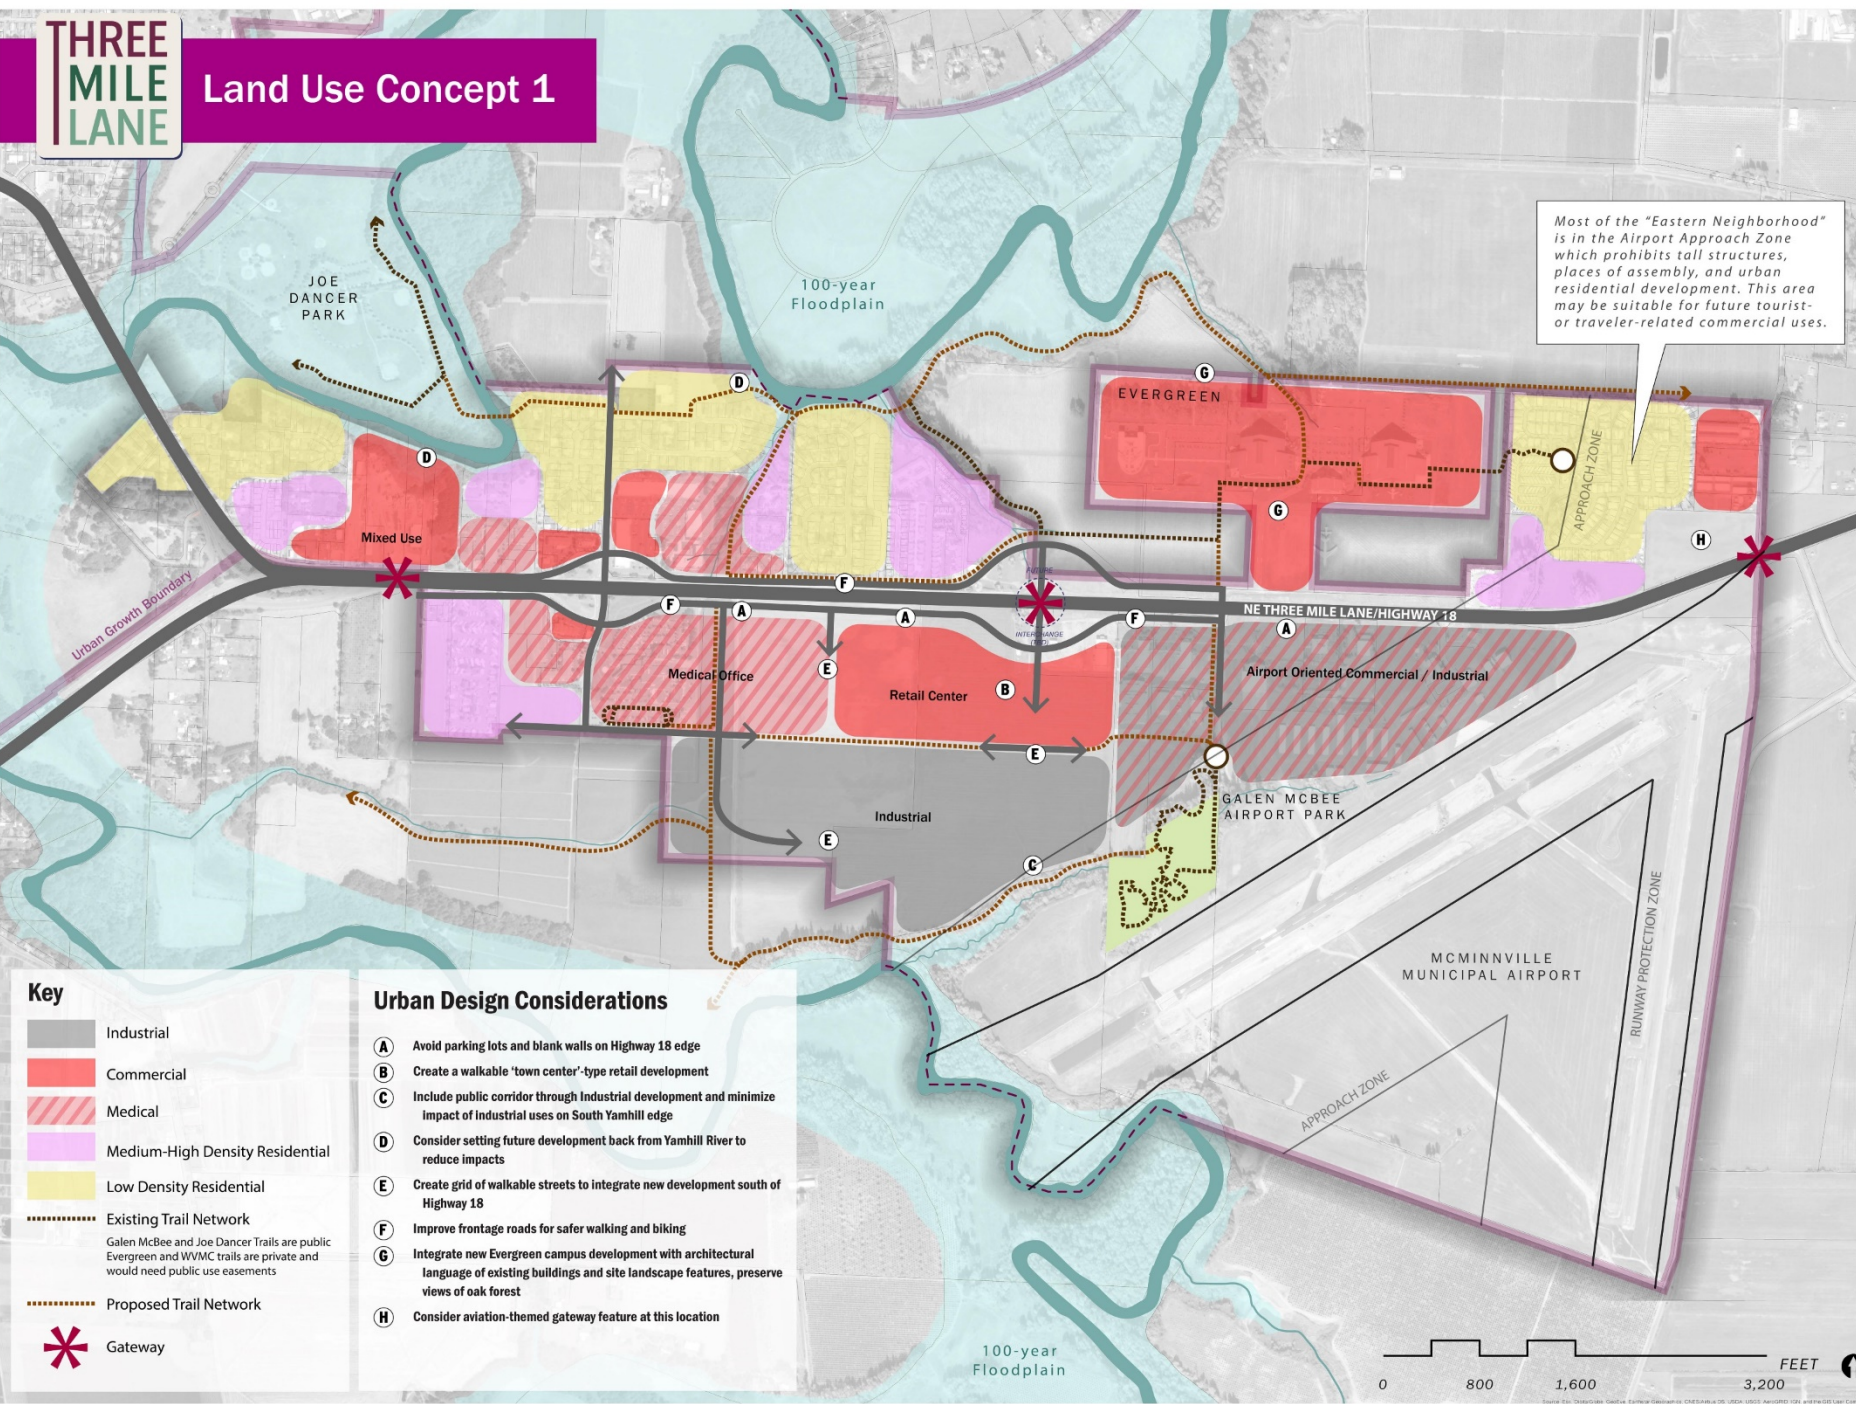 THREE
MILE
LANE
Land Use Concept 1
Most of the "Eastern Neighborhood"
is in the Airport Approach Zone
which prohibits tall structures,
places of assembly, and urban
residential development. This area
may be suitable for future tourist-
or traveler-related commercial uses.
JOE
DANCER
PARK
100-year
Floodplain
D
G
EVERGREEN
D
APPROACH ZONE
G
H
Mixed Use
Urban Growth Boundary
F
FUTURE
INTERCHANGE
F
A
A
F
NE THREE MILE LANE/HIGHWAY 18
A
E
Medical Office
Retail Center
B
Airport Oriented Commercial / Industrial
E
GALEN MCBEE
AIRPORT PARK
Industrial
E
C
MCMINNVILLE
MUNICIPAL AIRPORT
RUNWAY PROTECTION ZONE
APPROACH ZONE
Key
Industrial
Commercial
Medical
Medium-High Density Residential
Low Density Residential
Existing Trail Network
Galen McBee and Joe Dancer Trails are public
Evergreen and WVMC trails are private and
would need public use easements
Proposed Trail Network
Gateway
Urban Design Considerations
A Avoid parking lots and blank walls on Highway 18 edge
B Create a walkable 'town center'-type retail development
C Include public corridor through Industrial development and minimize
impact of industrial uses on South Yamhill edge
D Consider setting future development back from Yamhill River to
reduce impacts
E Create grid of walkable streets to integrate new development south of
Highway 18
F Improve frontage roads for safer walking and biking
G Integrate new Evergreen campus development with architectural
language of existing buildings and site landscape features, preserve
views of oak forest
H Consider aviation-themed gateway feature at this location
100-year
Floodplain
FEET
0 800 1,600 3,200